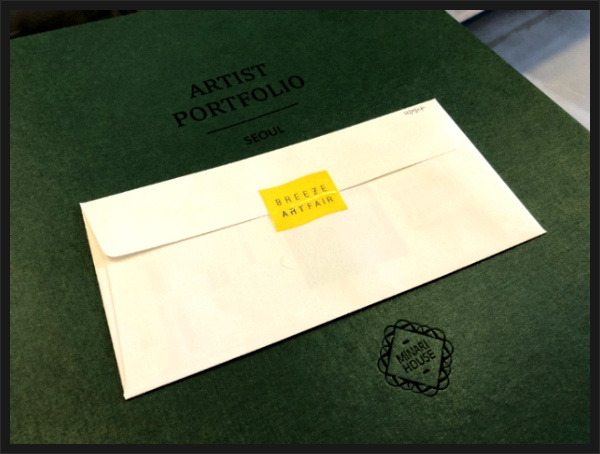 ARTIST
PORTFOLIO
SEOUL
BREEZE
ARTFAIR
MINARI
HOUSE